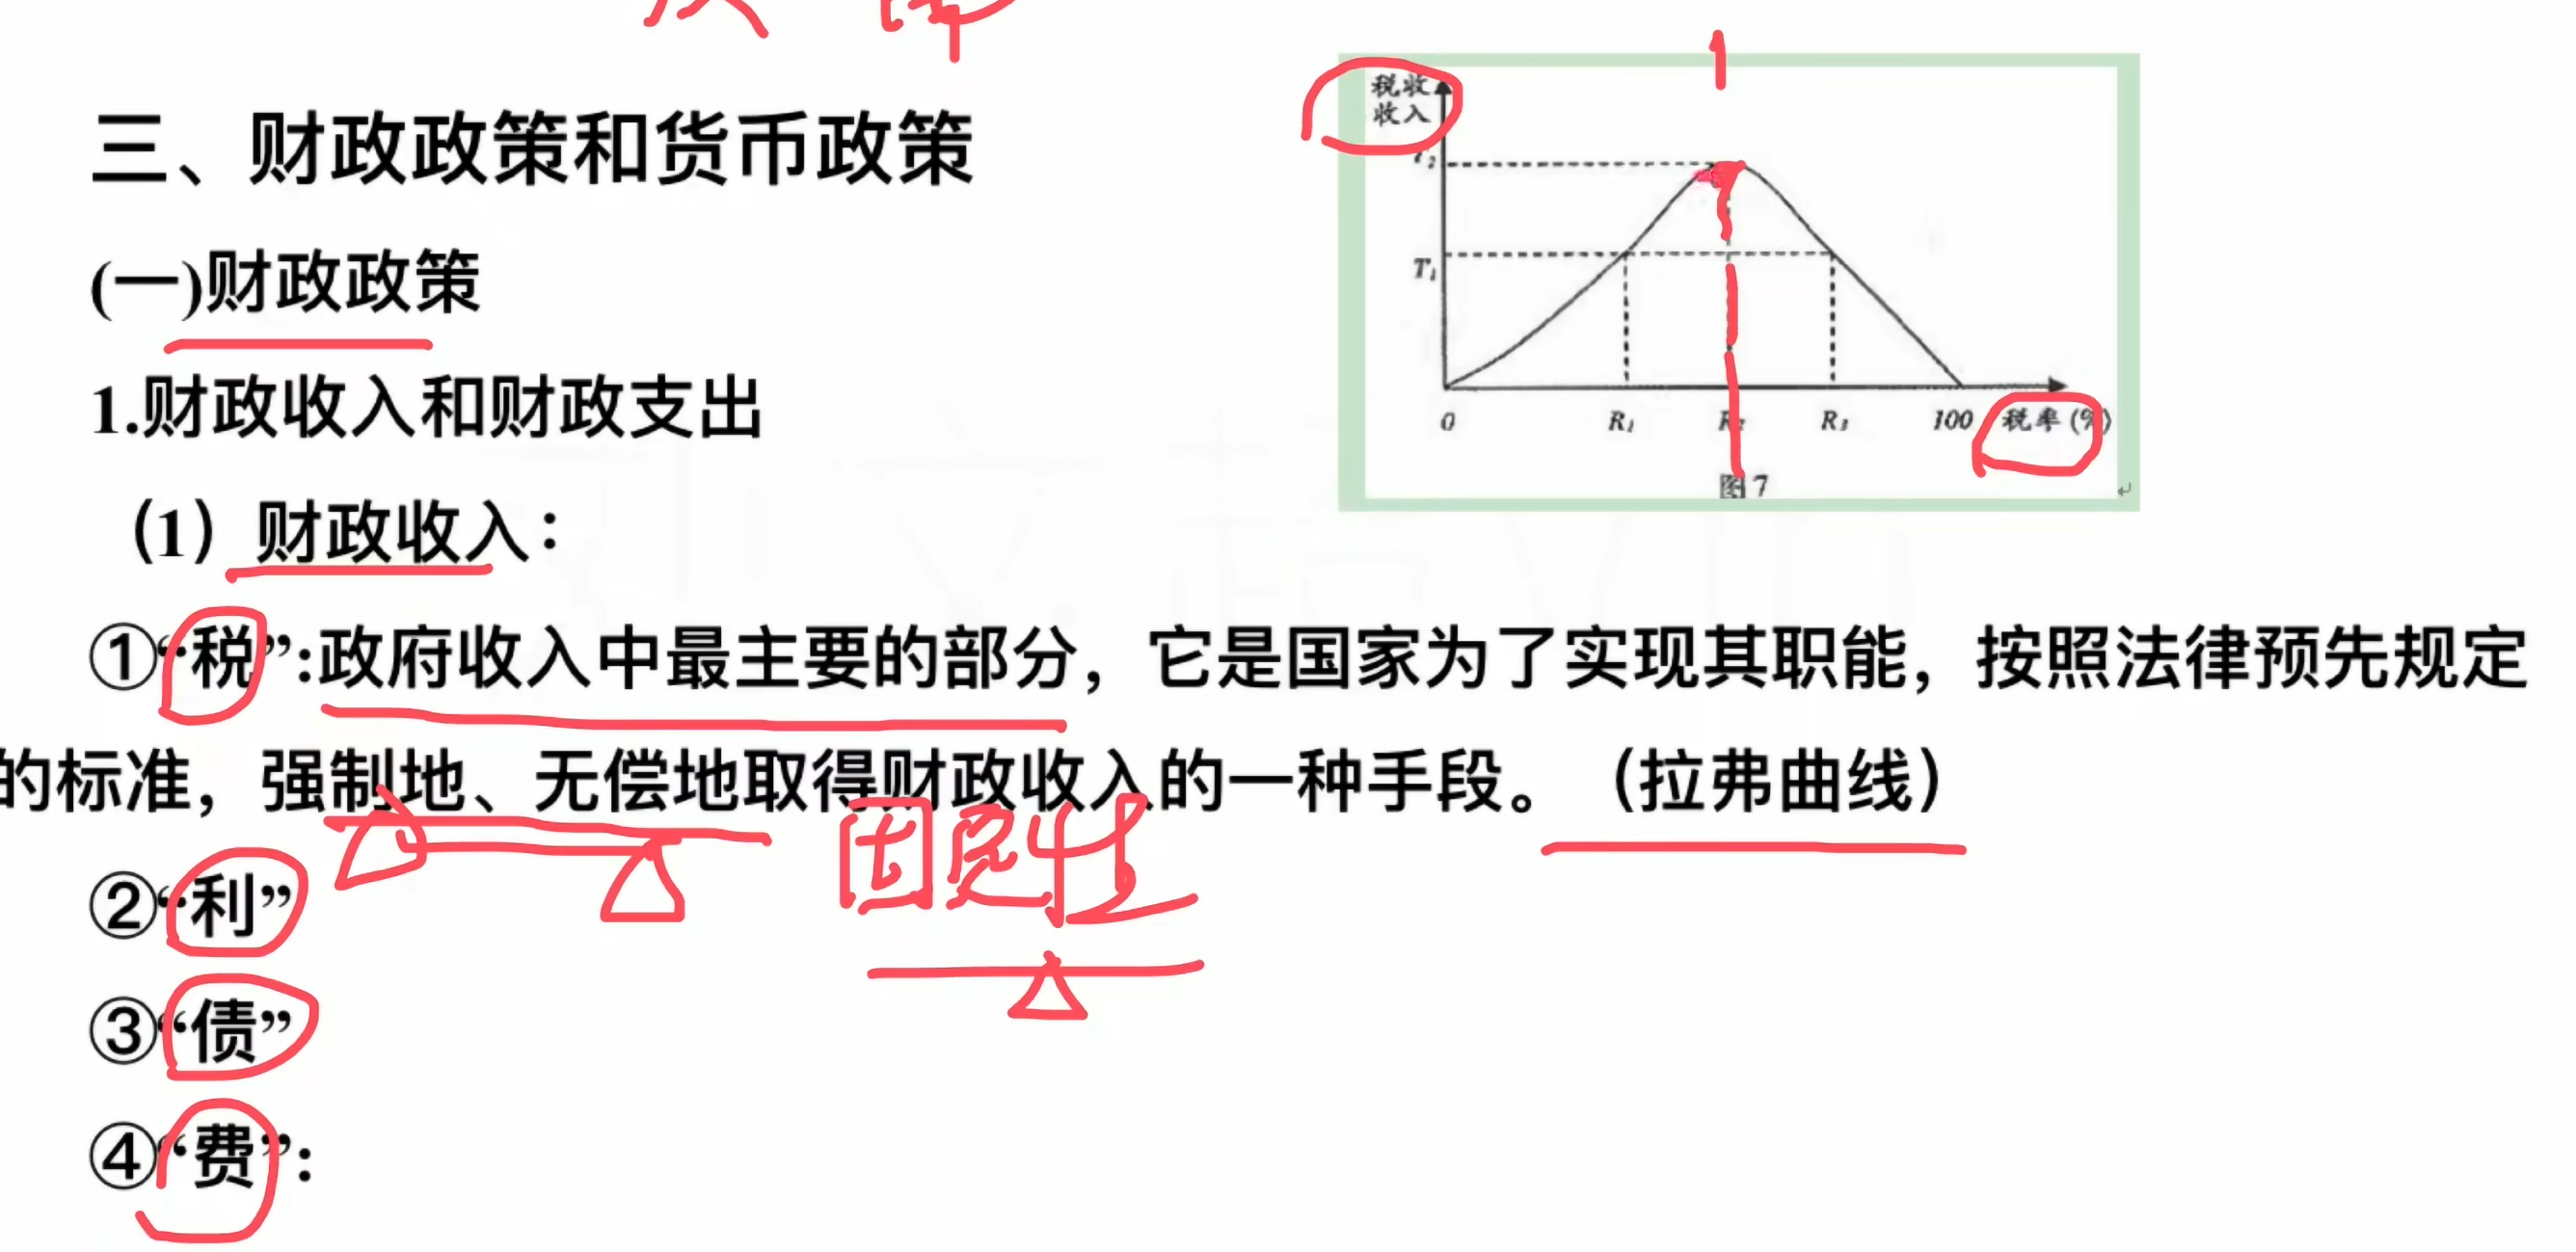 三、财政政策和货币政策
(一)财政政策
1.财政收入和财政支出
（1）财政收入：
①“税”:政府收入中最主要的部分，它是国家为了实现其职能，按照法律预先规定
的标准，强制地、无偿地取得财政收入的一种手段。（拉弗曲线）
固定性
②“利”
③“债”
④“费”:
税收
收入
T₂
T₁
0 R₁ R₂ R₃ 100 税率(%)
图7